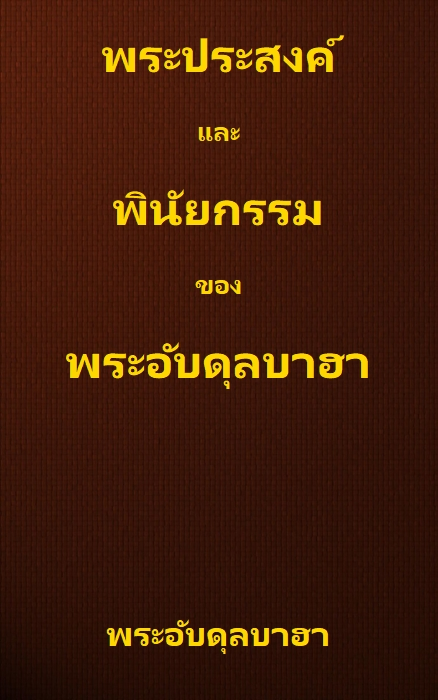 พระประสงค์
และ
พินัยกรรม
ของ
พระอับดุลบาฮา
พระอับดุลบาฮา